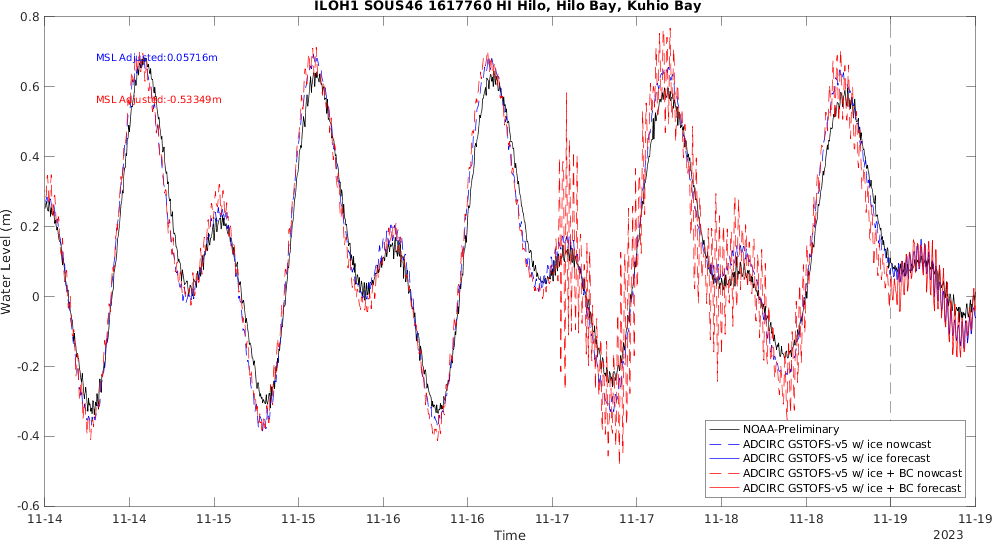 ILOH1 SOUS46 1617760 HI Hilo, Hilo Bay, Kuhio Bay
0.8
MSL Adjusted:0.05716m
0.6
MSL Adjusted:-0.53349m
0.4
0.2
Water Level (m)
0
-0.2
-0.4
NOAA-Preliminary
ADCIRC GSTOFS-v5 w/ ice nowcast
ADCIRC GSTOFS-v5 w/ ice forecast
ADCIRC GSTOFS-v5 w/ ice + BC nowcast
ADCIRC GSTOFS-v5 w/ ice + BC forecast
-0.6
11-14 11-14 11-15 11-15 11-16 11-16 11-17 11-17 11-18 11-18 11-19 11-19
Time
2023